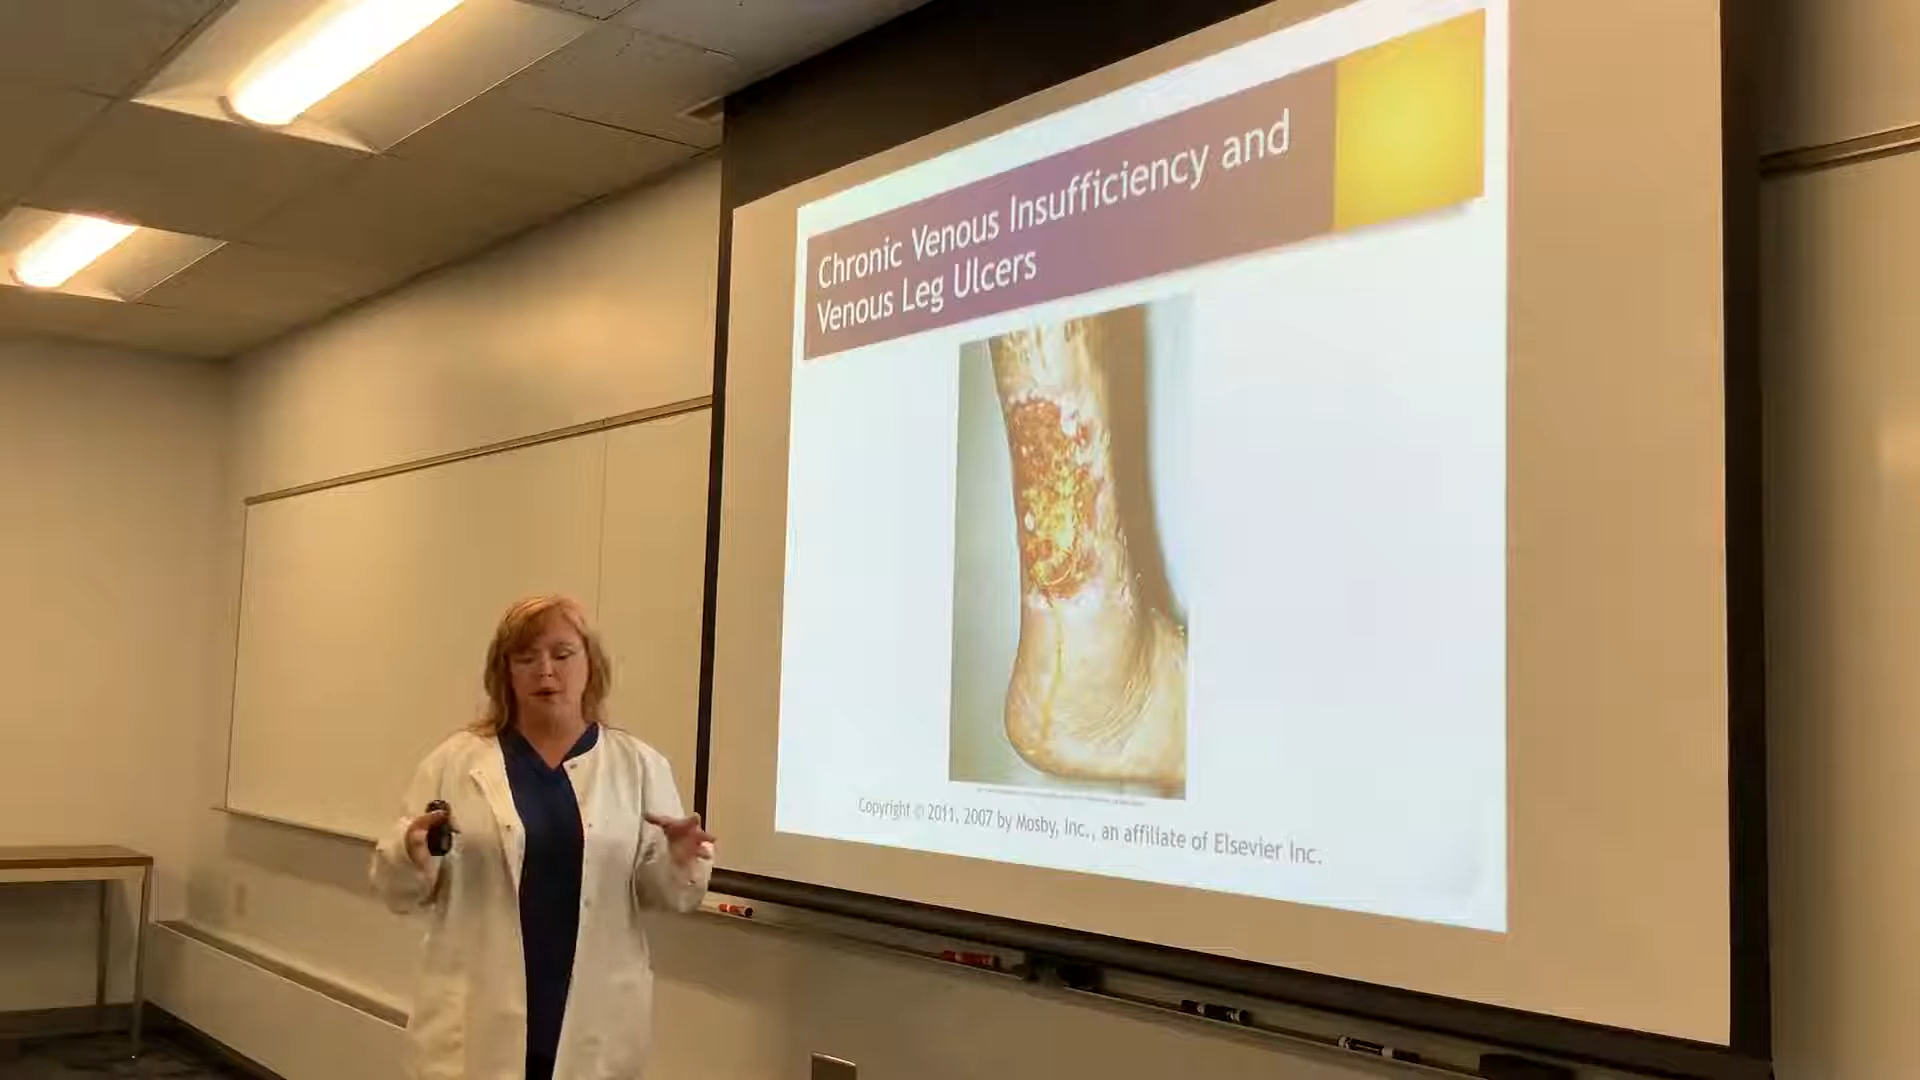 Chronic Venous Insufficiency and
Venous Leg Ulcers
Copyright © 2011, 2007 by Mosby, Inc., an affiliate of Elsevier Inc.